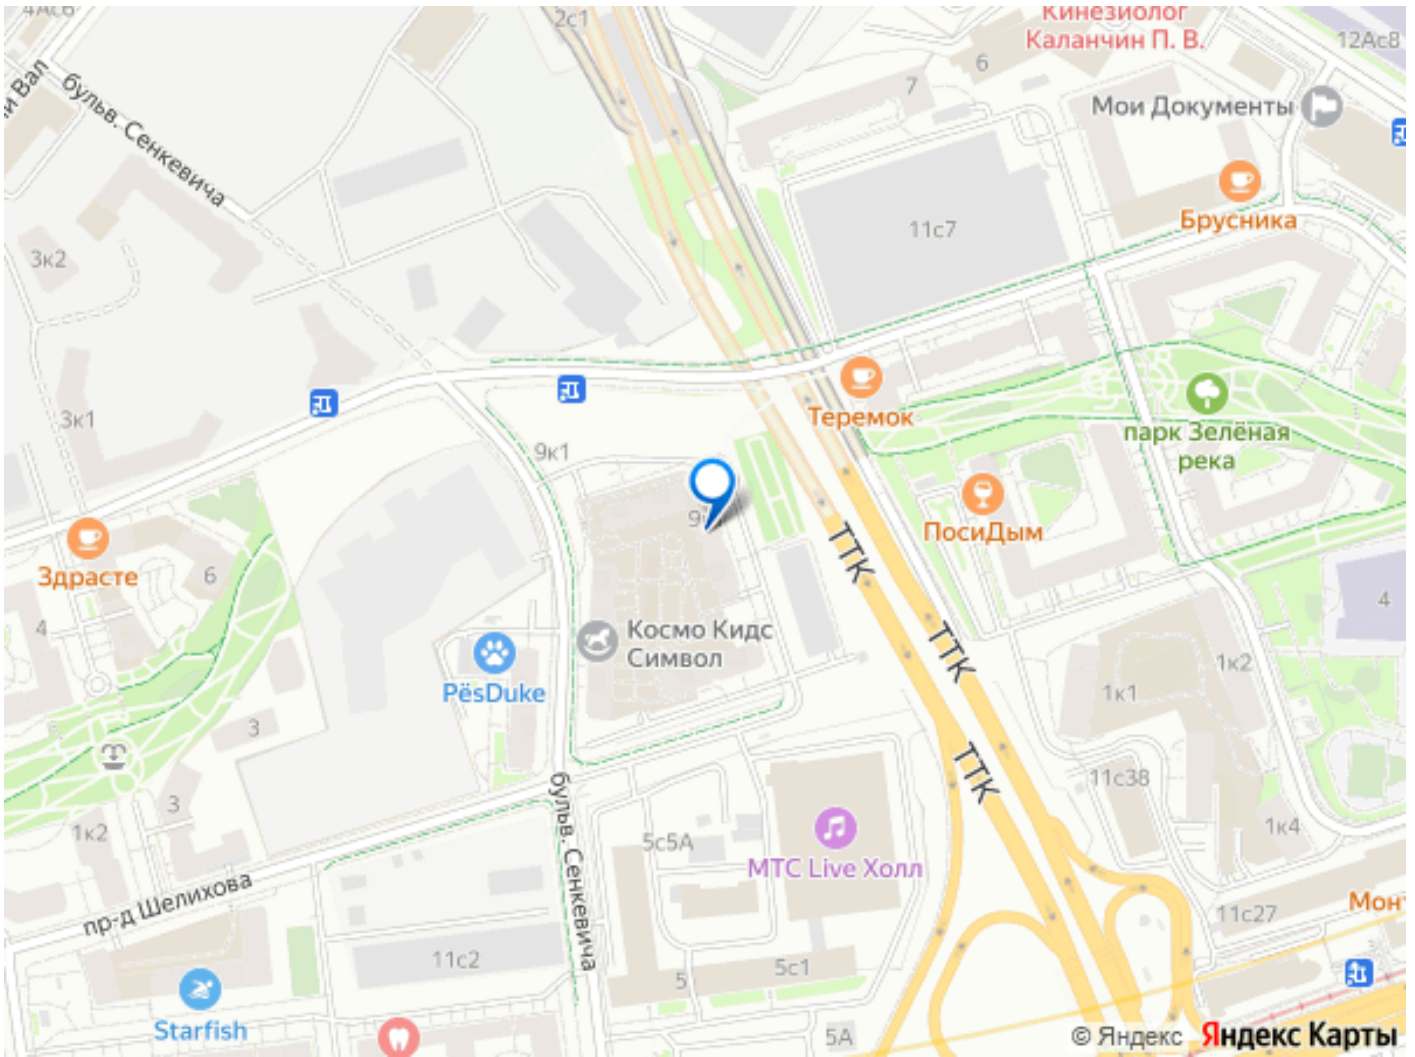 2с1
Кинезиолог
Каланчин П. В.
12Ас8
6
7
Мои Документы
бульв. Сенкевича
Брусника
11с7
3к2
Теремок
3к1
парк Зелёная
река
9к1
ПосиДым
ТТК
Здрасте
6
4
4
Космо Кидс
Символ
ТТК
PёsDuke
1к2
1к1
3
ТТК
11с38
3
1к2
5с5А
МТС Live Холл
1к4
бульв. Сенкевича
пр-д Шелихова
11с27
11с2
5
5с1
Starfish
5А
© Яндекс
Яндекс Карты